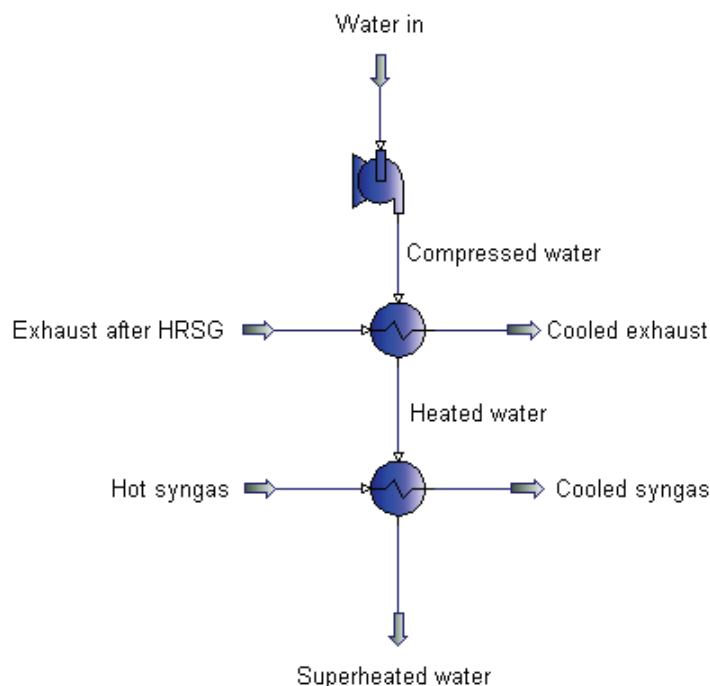 Water in
Compressed water
Exhaust after HRSG
Cooled exhaust
Heated water
Hot syngas
Cooled syngas
Superheated water